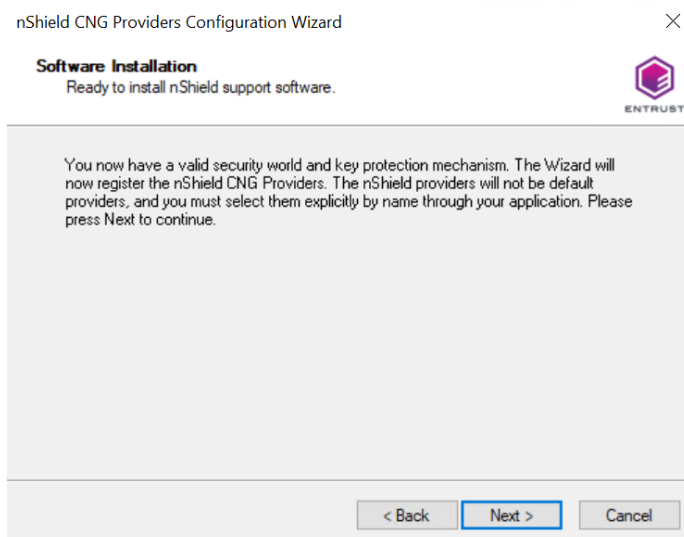 nShield CNG Providers Configuration Wizard
Software Installation
Ready to install nShield support software.
ENTRUST
You now have a valid security world and key protection mechanism. The Wizard will
now register the nShield CNG Providers. The nShield providers will not be default
providers, and you must select them explicitly by name through your application. Please
press Next to continue.
< Back
Next >
Cancel